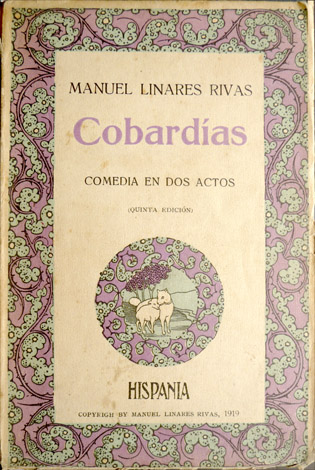 MANUEL LINARES RIVAS
Cobardías
COMEDIA EN DOS ACTOS
(QUINTA EDICIÓN)
HISPANIA
COPYRIGH BY MANUEL LINARES RIVAS, 1919